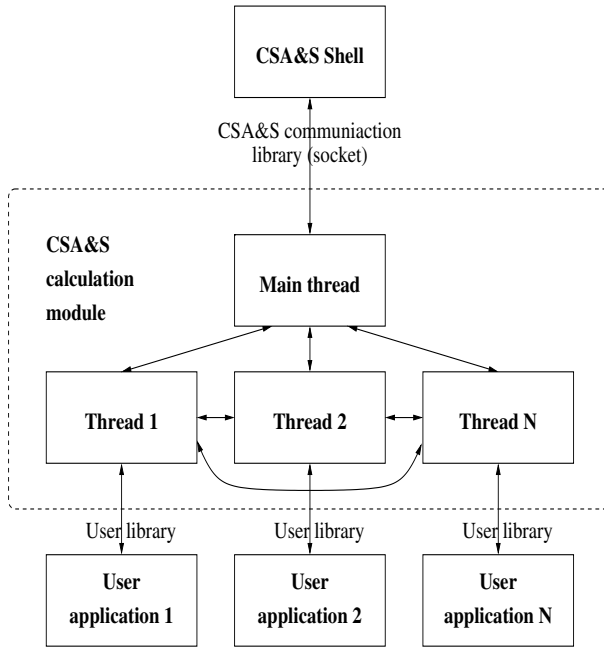 CSA&S Shell
CSA&S communiaction
library (socket)
CSA&S
calculation
module
Main thread
Thread 1
Thread 2
Thread N
User library
User library
User library
User
application 1
User
application 2
User
application N